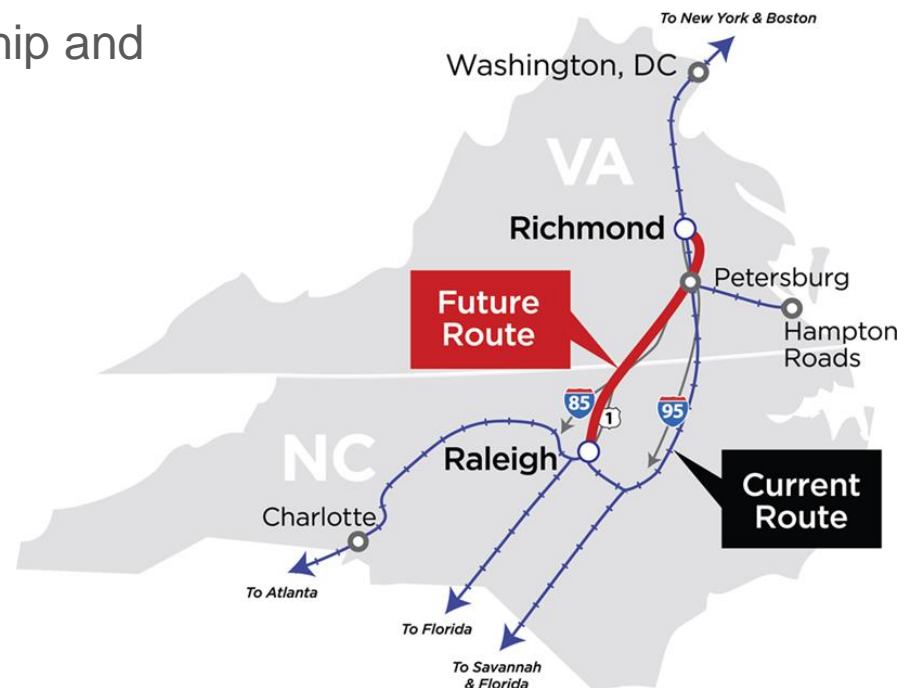 hip and
To New York & Boston
Washington, DC
VA
Richmond
Petersburg
Future
Route
Hampton
Roads
85
1
95
NC
Raleigh
Current
Route
Charlotte
To Atlanta
To Florida
To Savannah
& Florida